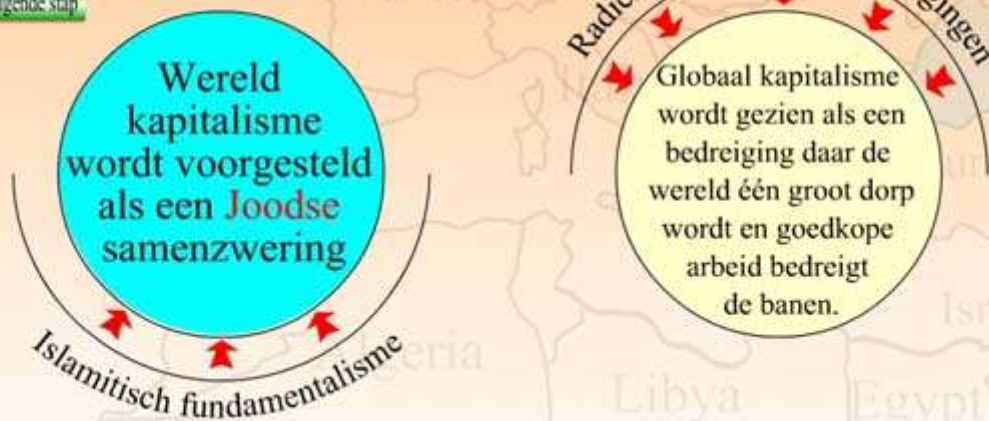 stap
Wereld
kapitalisme
wordt voorgesteld
als een Joodse
samenzwering
Islamitisch fundamentalisme
Globaal kapitalisme
wordt gezien als een
bedreiging daar de
wereld één groot dorp
wordt en goedkope
arbeid bedreigt
de banen.
Libya
Egypt